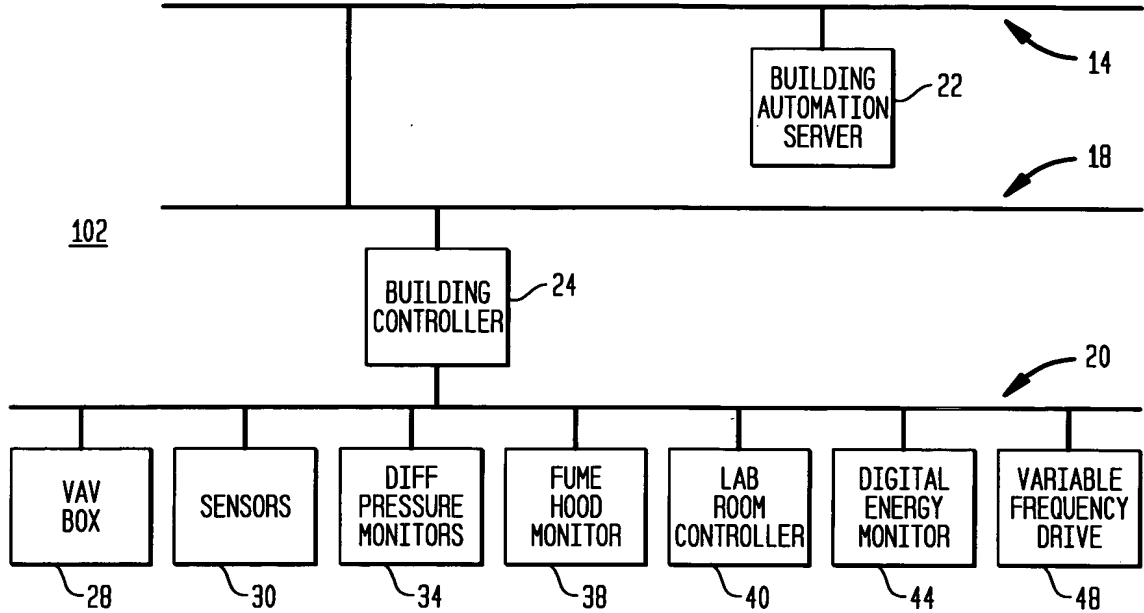 14
BUILDING
AUTOMATION
SERVER
22
18
102
BUILDING
CONTROLLER
24
20
VAV
BOX
SENSORS
DIFF
PRESSURE
MONITORS
FUME
HOOD
MONITOR
LAB
ROOM
CONTROLLER
DIGITAL
ENERGY
MONITOR
VARIABLE
FREQUENCY
DRIVE
28
30
34
38
40
44
48